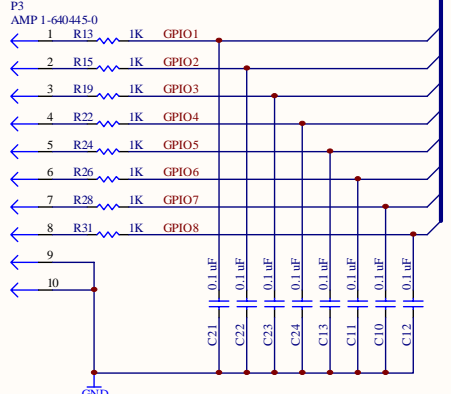 P3
AMP 1-640445-0
1 R13 1K GPIO1
2 R15 1K GPIO2
3 R19 1K GPIO3
4 R22 1K GPIO4
5 R24 1K GPIO5
6 R26 1K GPIO6
7 R28 1K GPIO7
8 R31 1K GPIO8
9
10
0.1 uF 0.1 uF 0.1 uF 0.1 uF 0.1 uF 0.1 uF 0.1 uF 0.1 uF
C21 C22 C23 C24 C13 C11 C10 C12
GND